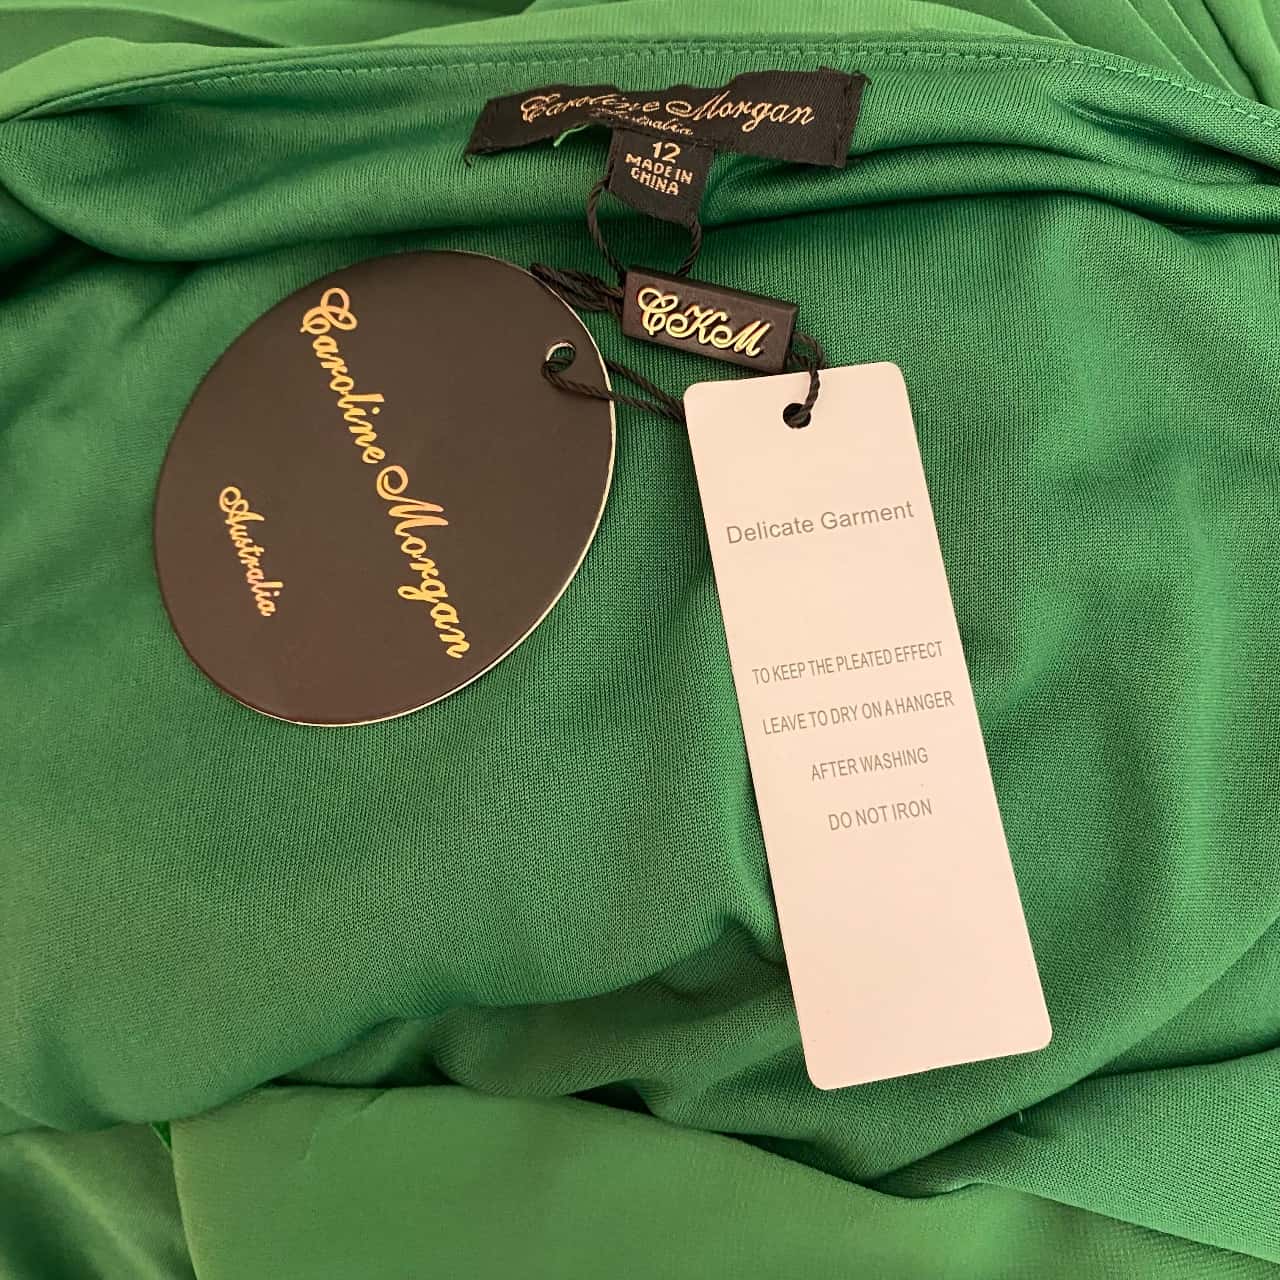 Caroline Morgan
Australia
12
MADE IN
CHINA
CKM
Caroline Morgan
Australia
Delicate Garment
TO KEEP THE PLEATED EFFECT
LEAVE TO DRY ON A HANGER
AFTER WASHING
DO NOT IRON